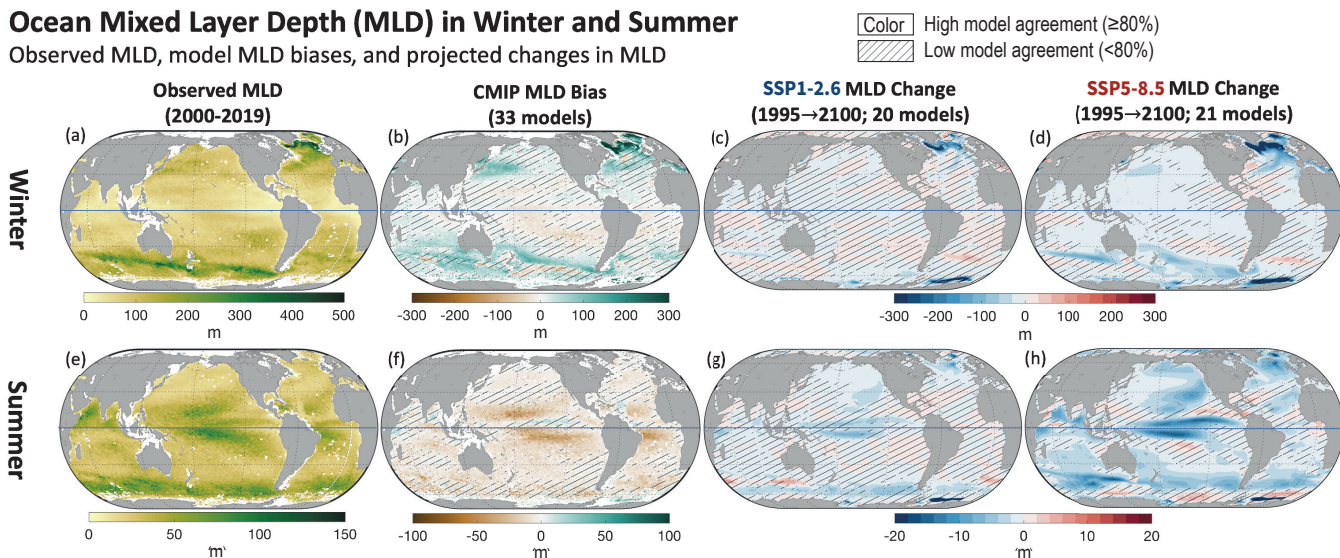 Ocean Mixed Layer Depth (MLD) in Winter and Summer
Observed MLD, model MLD biases, and projected changes in MLD
Color High model agreement (≥80%)
Low model agreement (<80%)
Observed MLD
(2000-2019)
CMIP MLD Bias
(33 models)
SSP1-2.6 MLD Change
(1995→2100; 20 models)
SSP5-8.5 MLD Change
(1995→2100; 21 models)
Winter
(a) (b) (c) (d)
0 100 200 300 400 500
m
-300 -200 -100 0 100 200 300
m
-300 -200 -100 0 100 200 300
m
Summer
(e) (f) (g) (h)
0 50 100 150
'm'
-100 -50 0 50 100
'm'
-20 -10 0 10 20
'm'